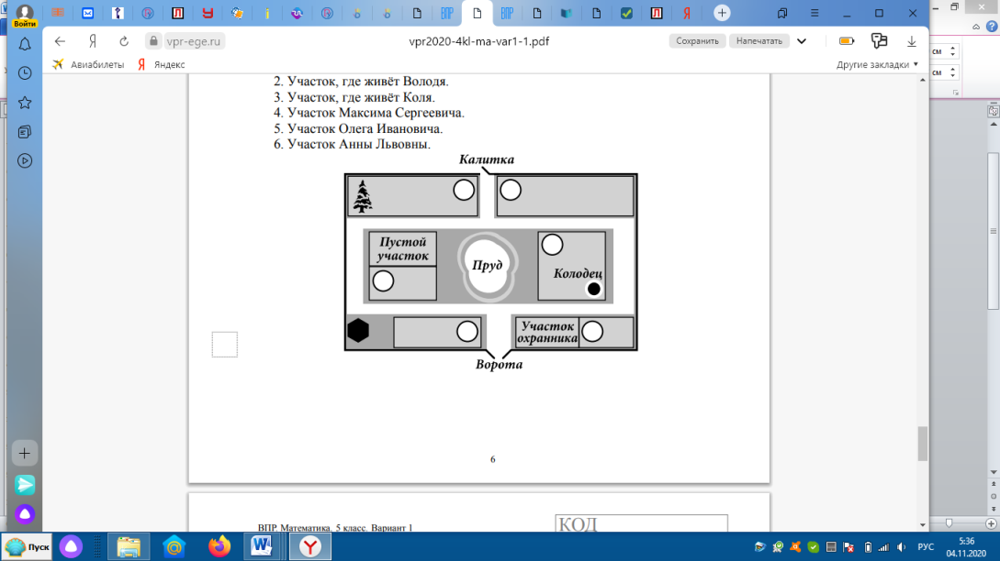 Войти
vpr-ege.ru
vpr2020-4kl-ma-var1-1.pdf
Сохранить
Напечатать
Авиабилеты
Яндекс
Другие закладки
2. Участок, где живёт Володя.
3. Участок, где живёт Коля.
4. Участок Максима Сергеевича.
5. Участок Олега Ивановича.
6. Участок Анны Львовны.
Калитка
Пустой
участок
Пруд
Колодец
Участок
охранника
Ворота
6
ВПР. Математика. 5 класс. Вариант 1
КОД
см
см
Пуск
РУС
5:36
04.11.2020